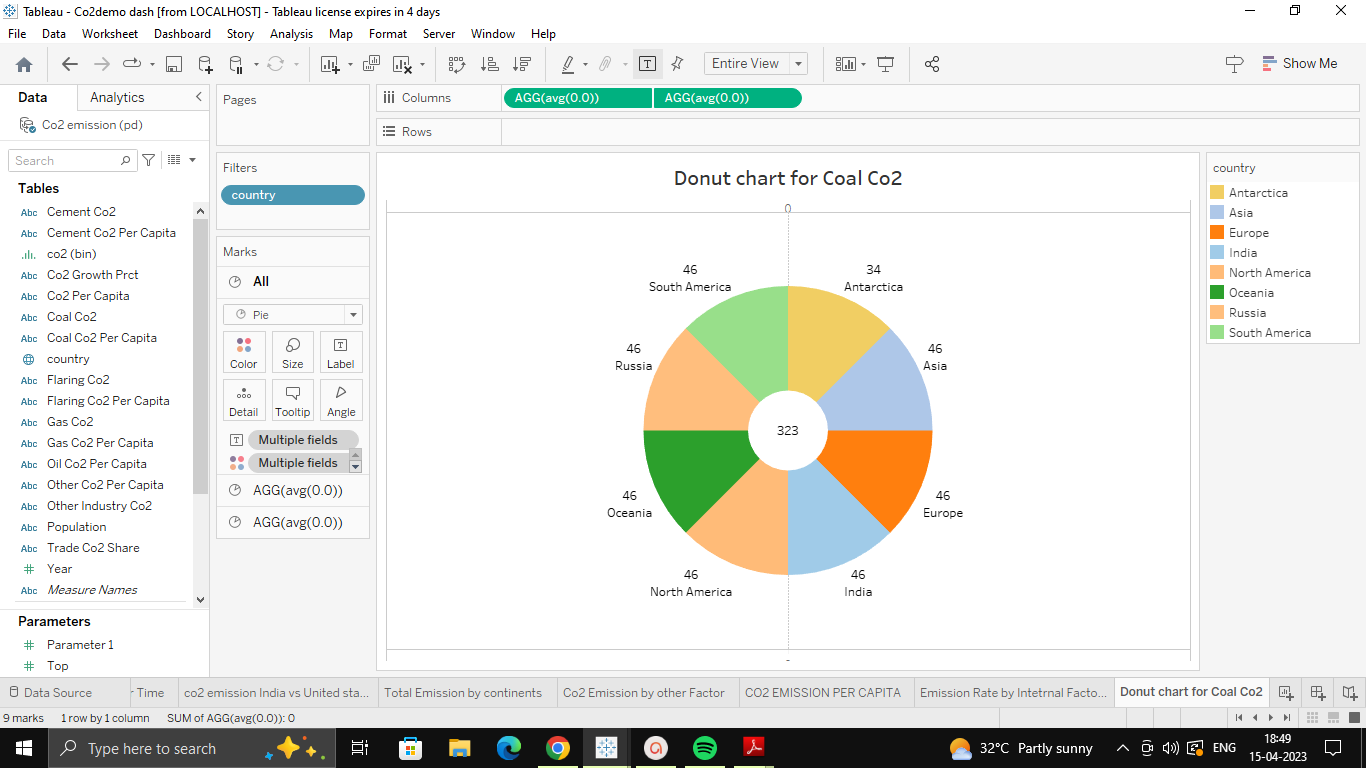 Tableau - Co2demo dash [from LOCALHOST] - Tableau license expires in 4 days
File Data Worksheet Dashboard Story Analysis Map Format Server Window Help
Entire View
Show Me
Data Analytics
Co2 emission (pd)
Search
Tables
Abc Cement Co2
Abc Cement Co2 Per Capita
co2 (bin)
Abc Co2 Growth Prct
Abc Co2 Per Capita
Abc Coal Co2
Abc Coal Co2 Per Capita
country
Abc Flaring Co2
Abc Flaring Co2 Per Capita
Abc Gas Co2
Abc Gas Co2 Per Capita
Abc Oil Co2 Per Capita
Abc Other Co2 Per Capita
Abc Other Industry Co2
Abc Population
Abc Trade Co2 Share
# Year
Abc Measure Names
Parameters
# Parameter 1
# Top
Pages
Filters
country
Marks
All
Pie
Color Size Label
Detail Tooltip Angle
Multiple fields
Multiple fields
AGG(avg(0.0))
AGG(avg(0.0))
Columns AGG(avg(0.0)) AGG(avg(0.0))
Rows
Donut chart for Coal Co2
0
46
South America
34
Antarctica
46
Russia
46
Asia
323
46
Oceania
46
Europe
46
North America
46
India
-
country
Antarctica
Asia
Europe
India
North America
Oceania
Russia
South America
Data Source r Time co2 emission India vs United sta... Total Emission by continents Co2 Emission by other Factor CO2 EMISSION PER CAPITA Emission Rate by Intetrnal Facto... Donut chart for Coal Co2
9 marks 1 row by 1 column SUM of AGG(avg(0.0)): 0
Type here to search
32°C Partly sunny
ENG
18:49
15-04-2023